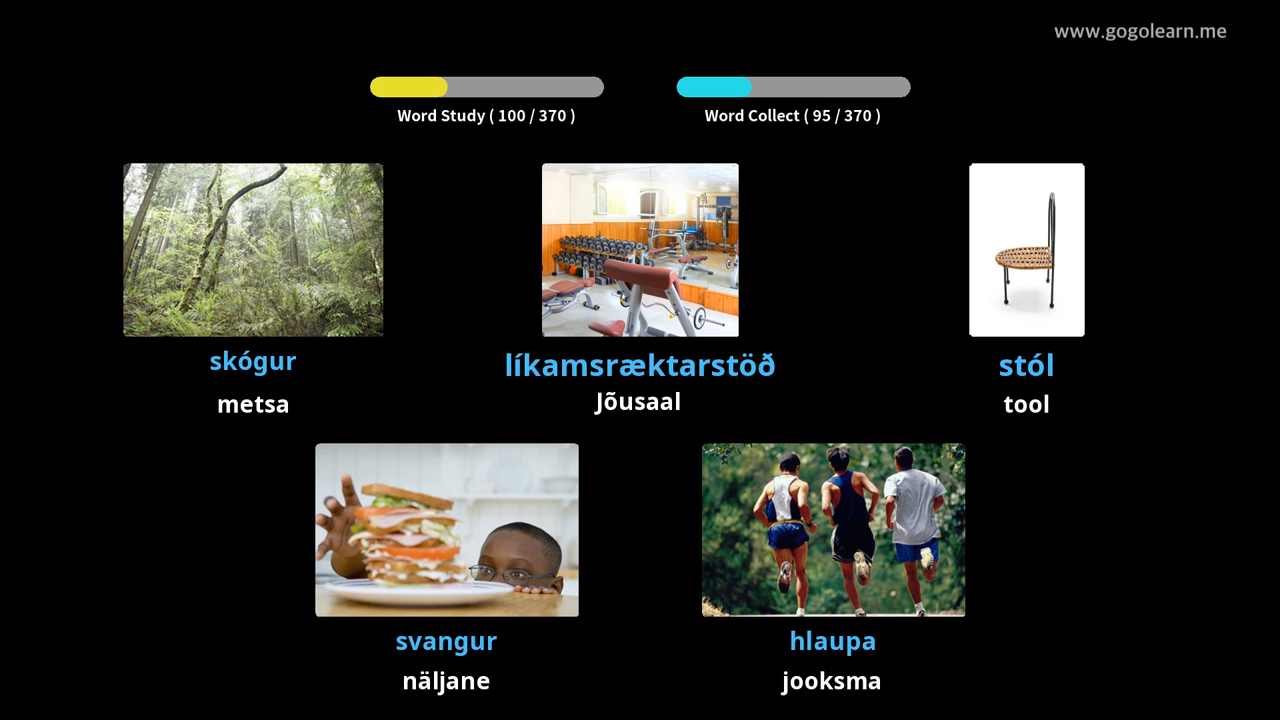 www.gogolearn.me
Word Study ( 100 / 370 )
Word Collect ( 95 / 370 )
skógur
metsa
líkamsræktarstöð
Jõusaal
stól
tool
svangur
näljane
hlaupa
jooksma